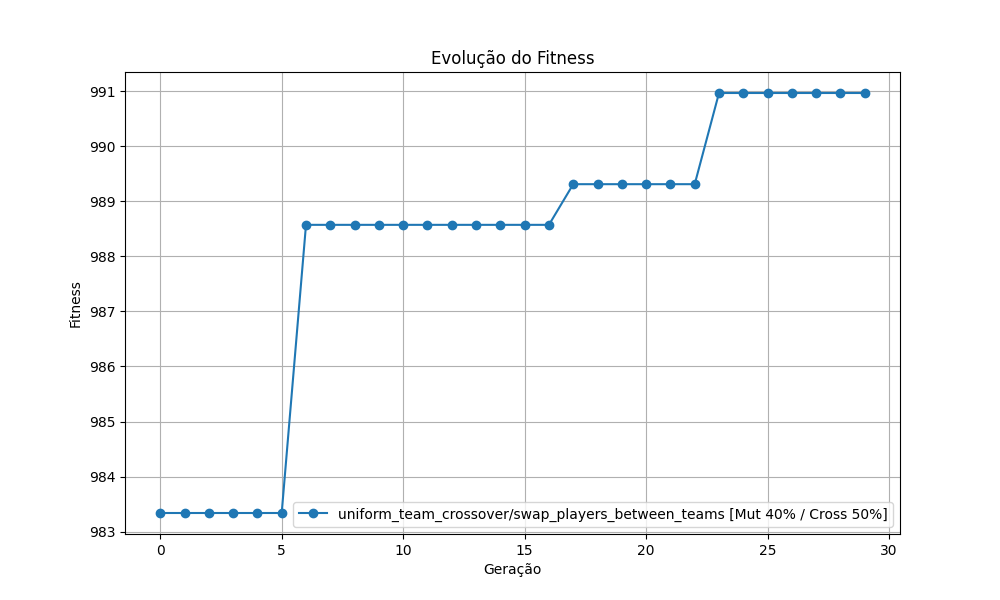 Evolução do Fitness
991
990
989
988
987
986
985
984
983
Fitness
uniform_team_crossover/swap_players_between_teams [Mut 40% / Cross 50%]
0 5 10 15 20 25 30
Geração